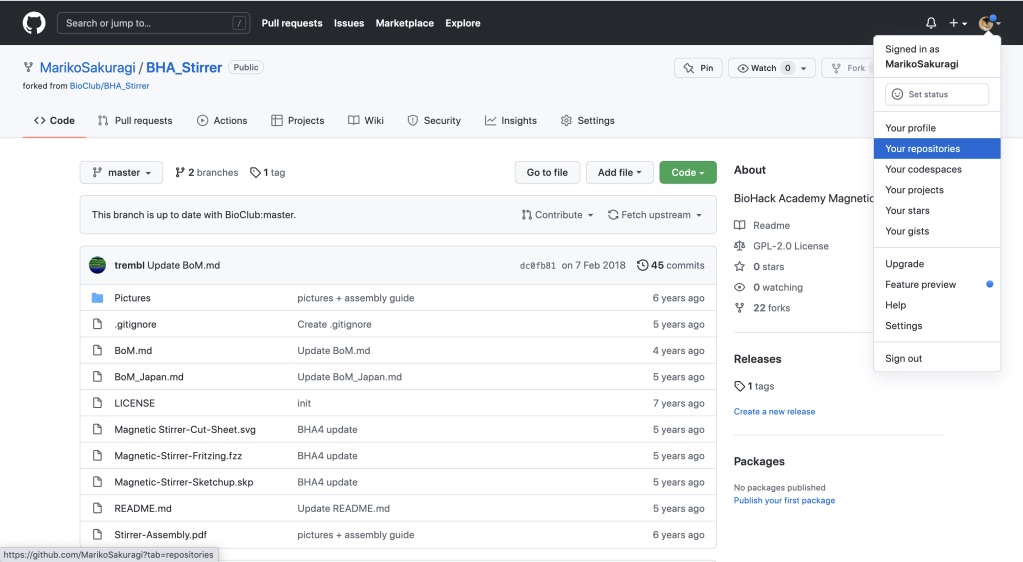 Search or jump to… /
Pull requests Issues Marketplace Explore
Signed in as
MarikoSakuragi
Set status
Your profile
Your repositories
Your codespaces
Your projects
Your stars
Your gists
Upgrade
Feature preview
Help
Settings
Sign out
MarikoSakuragi / BHA_Stirrer Public
forked from BioClub/BHA_Stirrer
Pin Watch 0 Fork
Code Pull requests Actions Projects Wiki Security Insights Settings
master 2 branches 1 tag Go to file Add file Code
This branch is up to date with BioClub:master. Contribute Fetch upstream
trembl Update BoM.md dc0fb81 on 7 Feb 2018 45 commits
Pictures pictures + assembly guide 6 years ago
.gitignore Create .gitignore 5 years ago
BoM.md Update BoM.md 4 years ago
BoM_Japan.md Update BoM_Japan.md 5 years ago
LICENSE init 7 years ago
Magnetic Stirrer-Cut-Sheet.svg BHA4 update 5 years ago
Magnetic-Stirrer-Fritzing.fzz BHA4 update 5 years ago
Magnetic-Stirrer-Sketchup.skp BHA4 update 5 years ago
README.md Update README.md 5 years ago
Stirrer-Assembly.pdf pictures + assembly guide 6 years ago
About
BioHack Academy Magnetic
Readme
GPL-2.0 License
0 stars
0 watching
22 forks
Releases
1 tags
Create a new release
Packages
No packages published
Publish your first package
https://github.com/MarikoSakuragi?tab=repositories